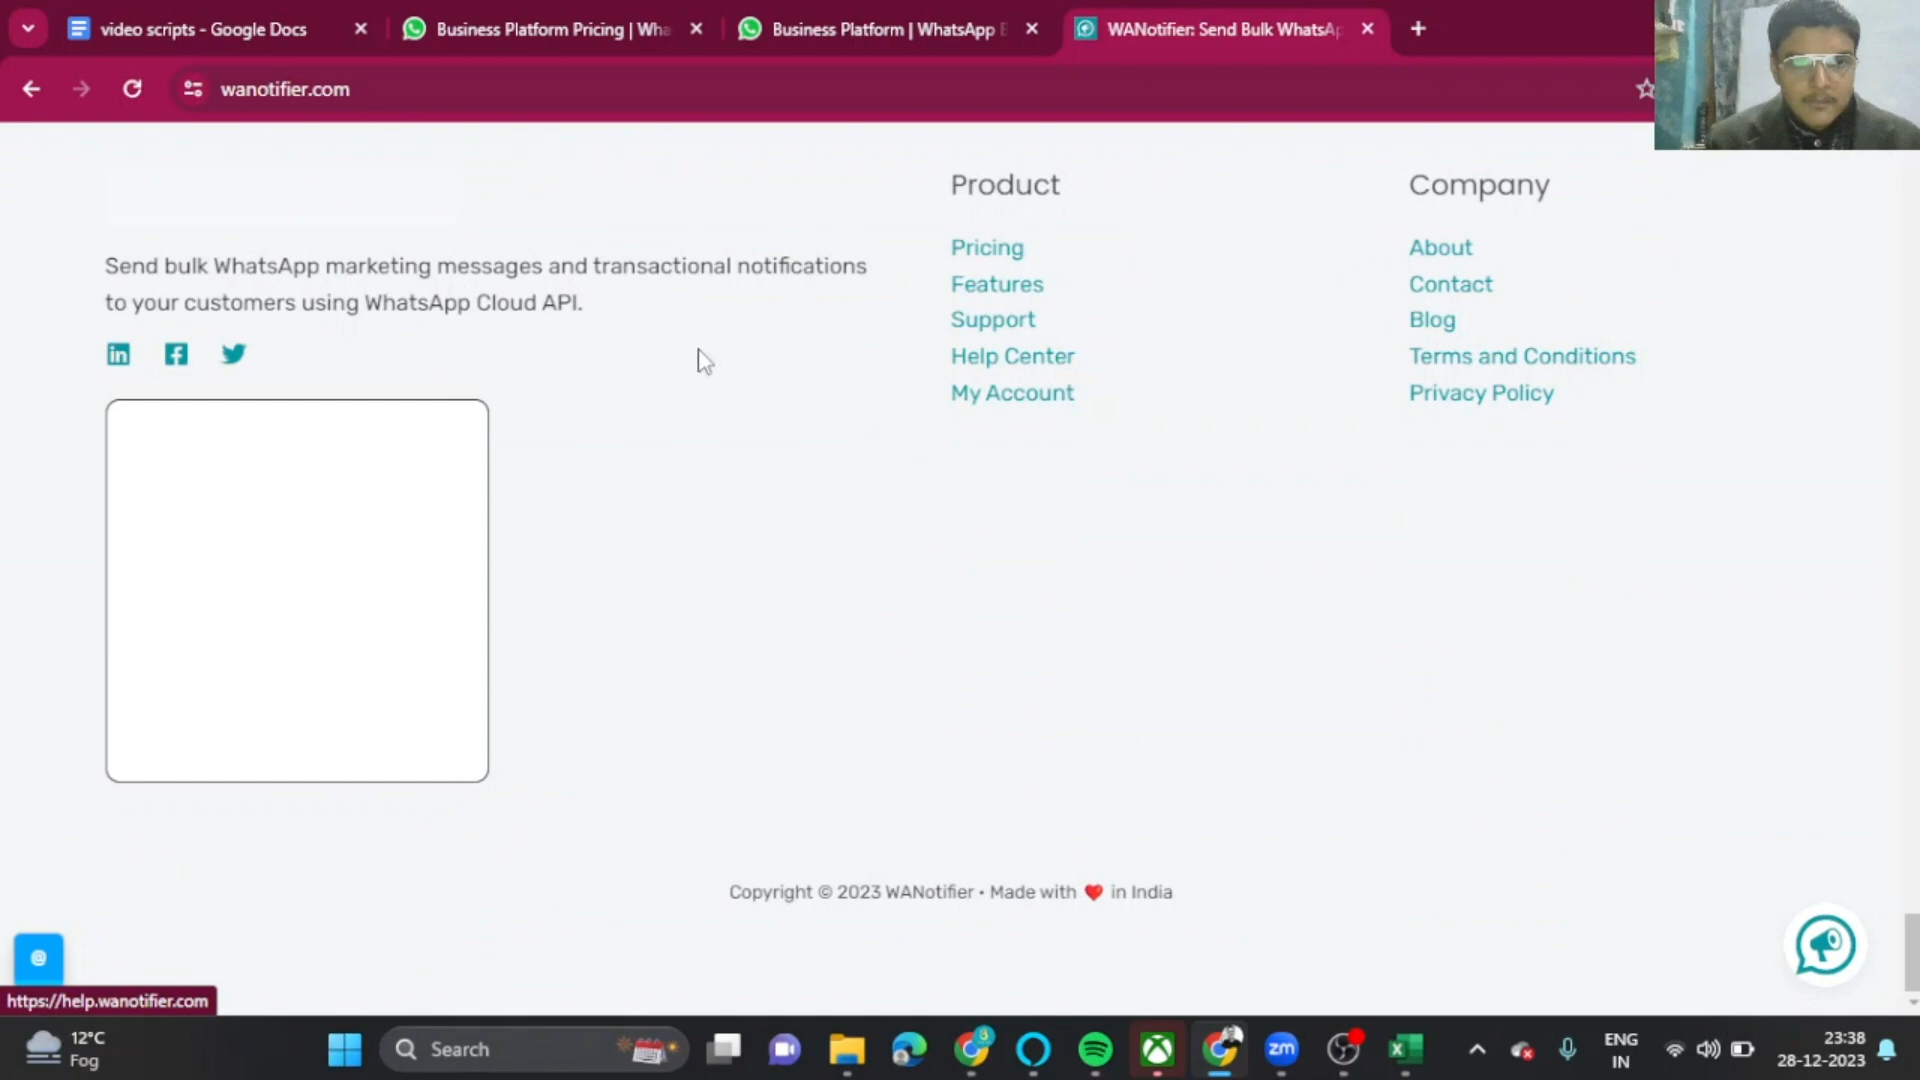 video scripts - Google Docs
Business Platform Pricing | Wha
Business Platform | WhatsApp B
WANotifier: Send Bulk WhatsAp
wanotifier.com
Product
Company
Send bulk WhatsApp marketing messages and transactional notifications
to your customers using WhatsApp Cloud API.
Pricing
Features
Support
Help Center
My Account
About
Contact
Blog
Terms and Conditions
Privacy Policy
Copyright © 2023 WANotifier • Made with ❤ in India
@
https://help.wanotifier.com
12°C
Fog
Search
3
zm
ENG
IN
23:38
28-12-2023